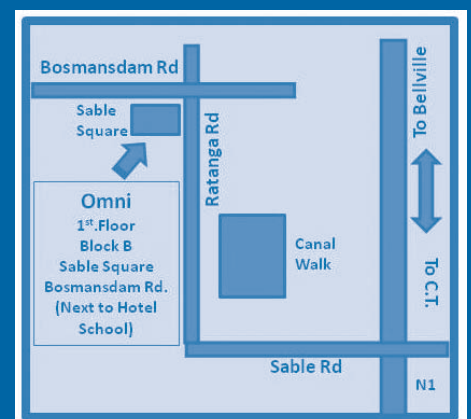 Bosmansdam Rd
To Bellville
Sable
Square
Ratanga Rd
Omni
1st.Floor
Block B
Sable Square
Bosmansdam Rd.
(Next to Hotel
School)
Canal
Walk
To C.T.
Sable Rd
N1